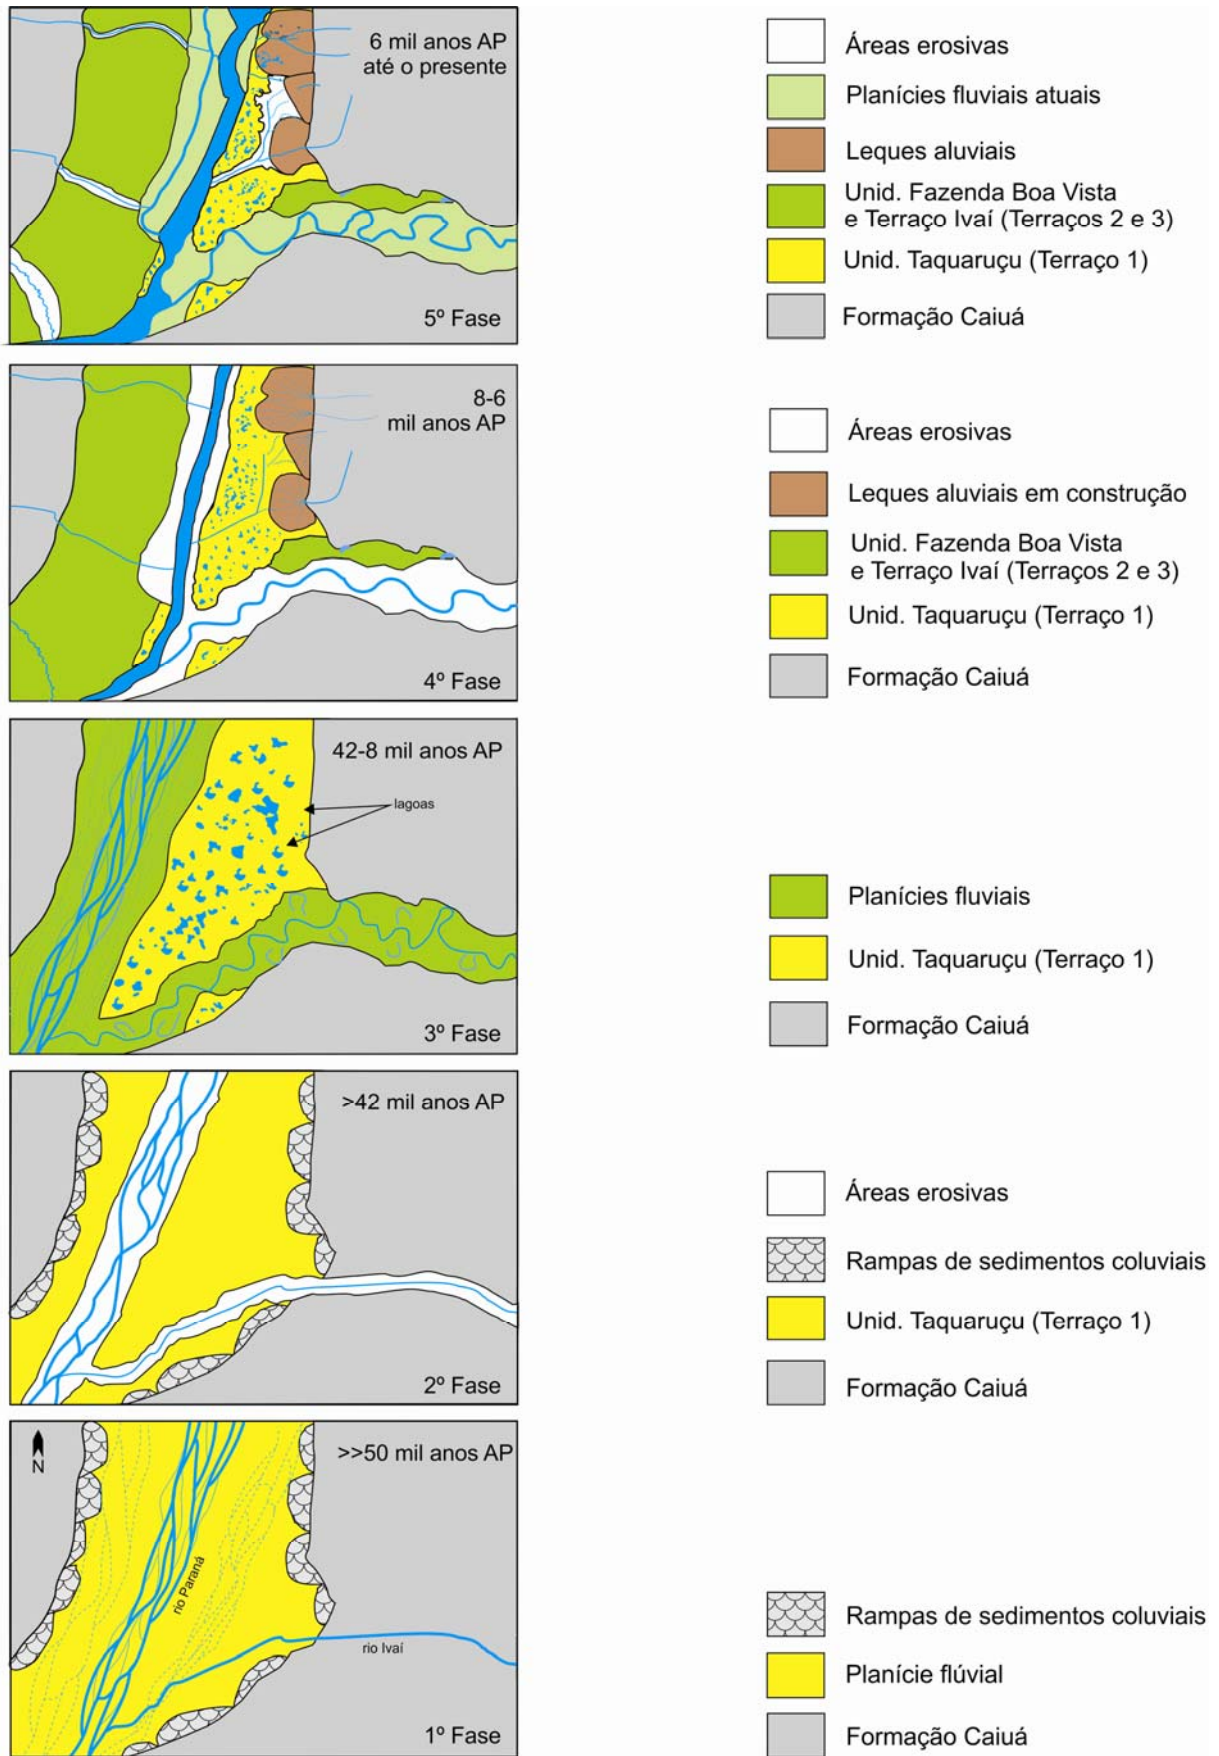 6 mil anos AP
até o presente
5º Fase
Áreas erosivas
Planícies fluviais atuais
Leques aluviais
Unid. Fazenda Boa Vista
e Terraço Ivaí (Terraços 2 e 3)
Unid. Taquaruçu (Terraço 1)
Formação Caiuá
8-6
mil anos AP
4º Fase
Áreas erosivas
Leques aluviais em construção
Unid. Fazenda Boa Vista
e Terraço Ivaí (Terraços 2 e 3)
Unid. Taquaruçu (Terraço 1)
Formação Caiuá
42-8 mil anos AP
lagoas
3º Fase
Planícies fluviais
Unid. Taquaruçu (Terraço 1)
Formação Caiuá
>42 mil anos AP
2º Fase
Áreas erosivas
Rampas de sedimentos coluviais
Unid. Taquaruçu (Terraço 1)
Formação Caiuá
N
>>50 mil anos AP
rio Paraná
rio Ivaí
1º Fase
Rampas de sedimentos coluviais
Planície flúvial
Formação Caiuá